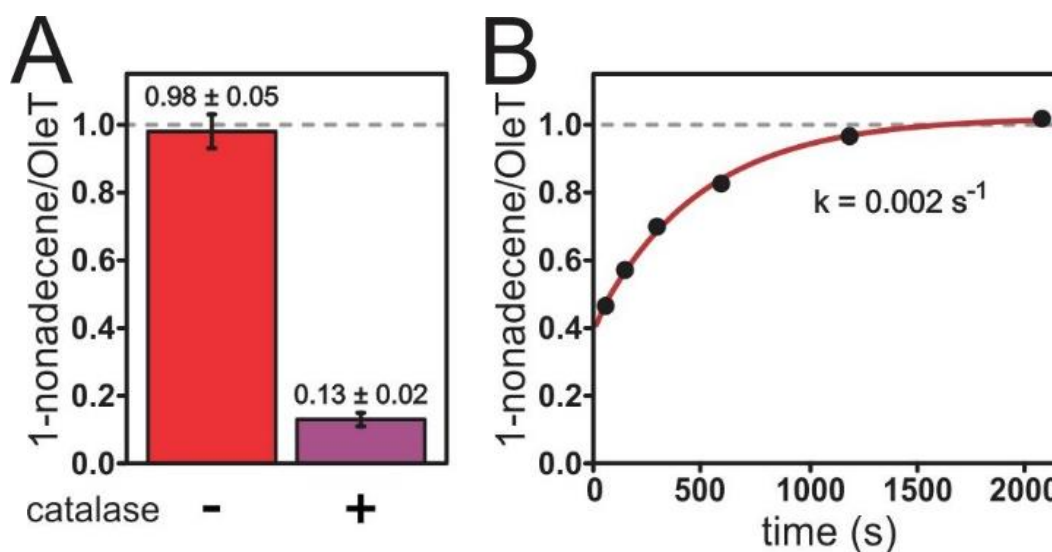 A
1-nonadecene/OleT
1.0
0.8
0.6
0.4
0.2
0.0
0.98 ± 0.05
0.13 ± 0.02
catalase - +
B
1-nonadecene/OleT
1.0
0.8
0.6
0.4
0.2
0.0
k = 0.002 s⁻¹
0 500 1000 1500 2000
time (s)